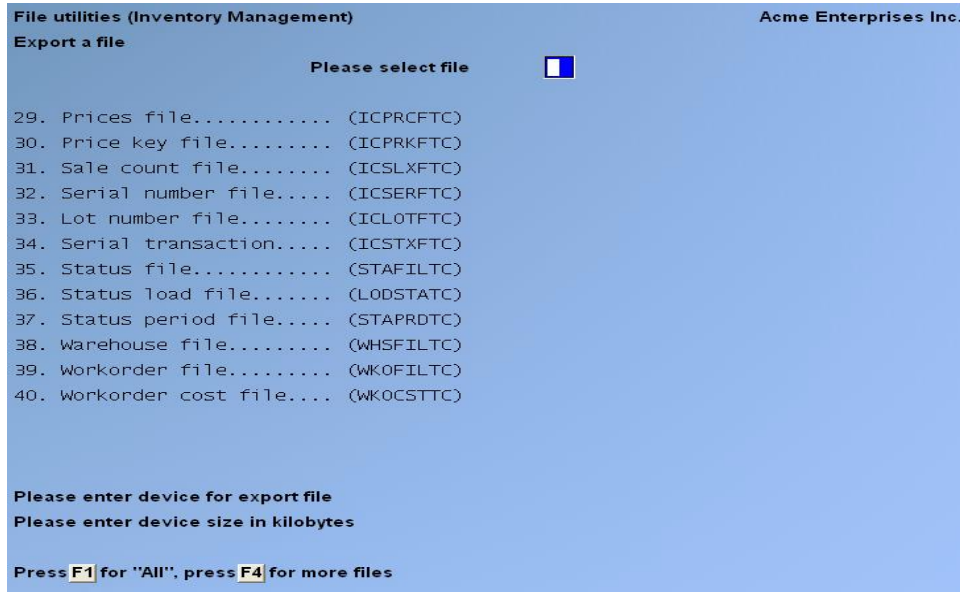 File utilities (Inventory Management) Acme Enterprises Inc.
Export a file
Please select file
29. Prices file............ (ICPRCFTC)
30. Price key file......... (ICPRKFTC)
31. Sale count file........ (ICSLXFTC)
32. Serial number file..... (ICSERFTC)
33. Lot number file........ (ICLOTFTC)
34. Serial transaction..... (ICSTXFTC)
35. Status file............ (STAFILTC)
36. Status load file....... (LODSTATC)
37. Status period file..... (STAPRDTC)
38. Warehouse file......... (WHSFILTC)
39. Workorder file......... (WKOFILTC)
40. Workorder cost file.... (WKOCSTTC)
Please enter device for export file
Please enter device size in kilobytes
Press F1 for "All", press F4 for more files